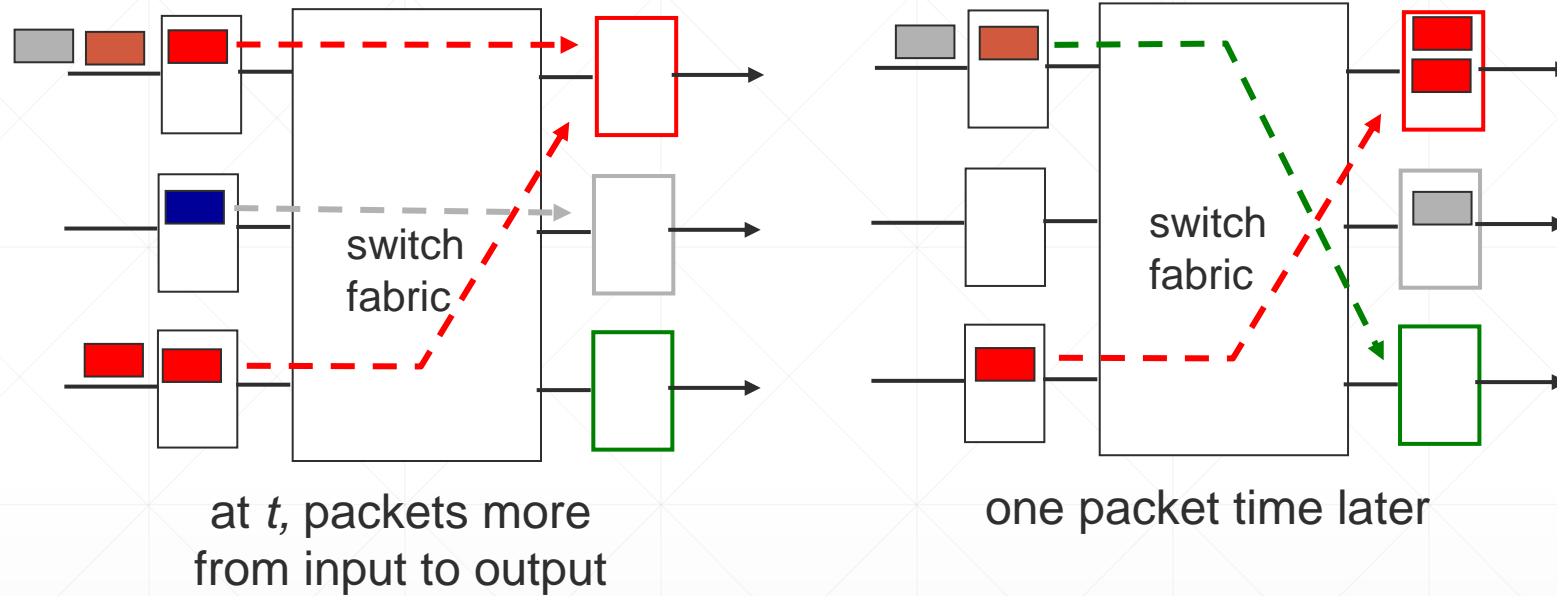 switch
fabric
at t, packets more
from input to output
switch
fabric
one packet time later